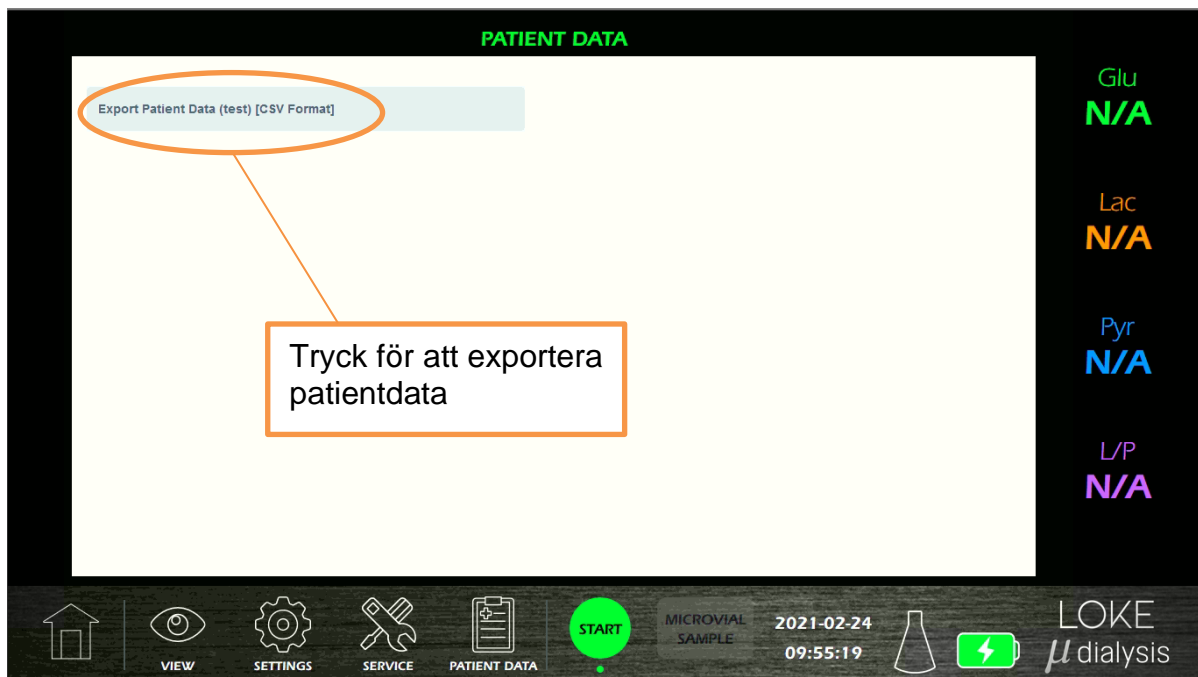 PATIENT DATA
Export Patient Data (test) [CSV Format]
Tryck för att exportera
patientdata
Glu
N/A
Lac
N/A
Pyr
N/A
L/P
N/A
VIEW
SETTINGS
SERVICE
PATIENT DATA
START
MICROVIAL
SAMPLE
2021-02-24
09:55:19
LOKE
μ dialysis